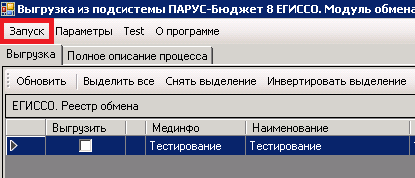 Выгрузка из подсистемы ПАРУС-Бюджет 8 ЕГИССО. Модуль обмена
Запуск Параметры Test О программе
Выгрузка Полное описание процесса
Обновить Выделить все Снять выделение Инвертировать выделение
ЕГИССО. Реестр обмена
Выгрузить Мединфо Наименование
Тестирование Тестирование